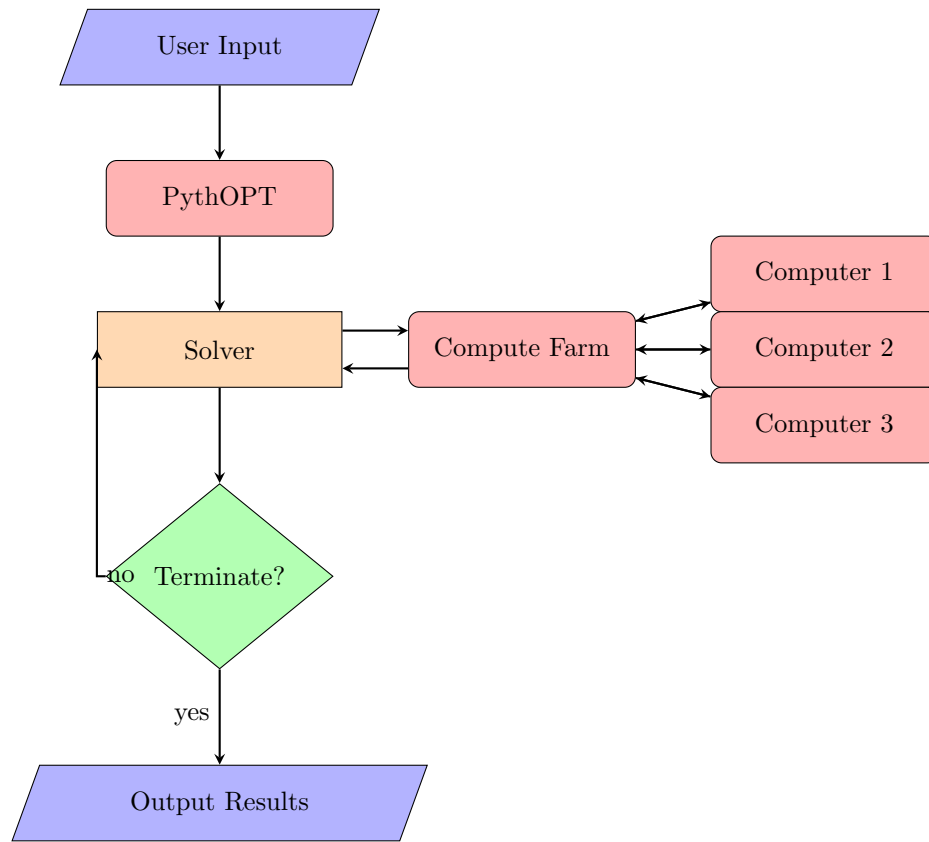 User Input
PythOPT
Computer 1
Solver
Compute Farm
Computer 2
Computer 3
no
Terminate?
yes
Output Results